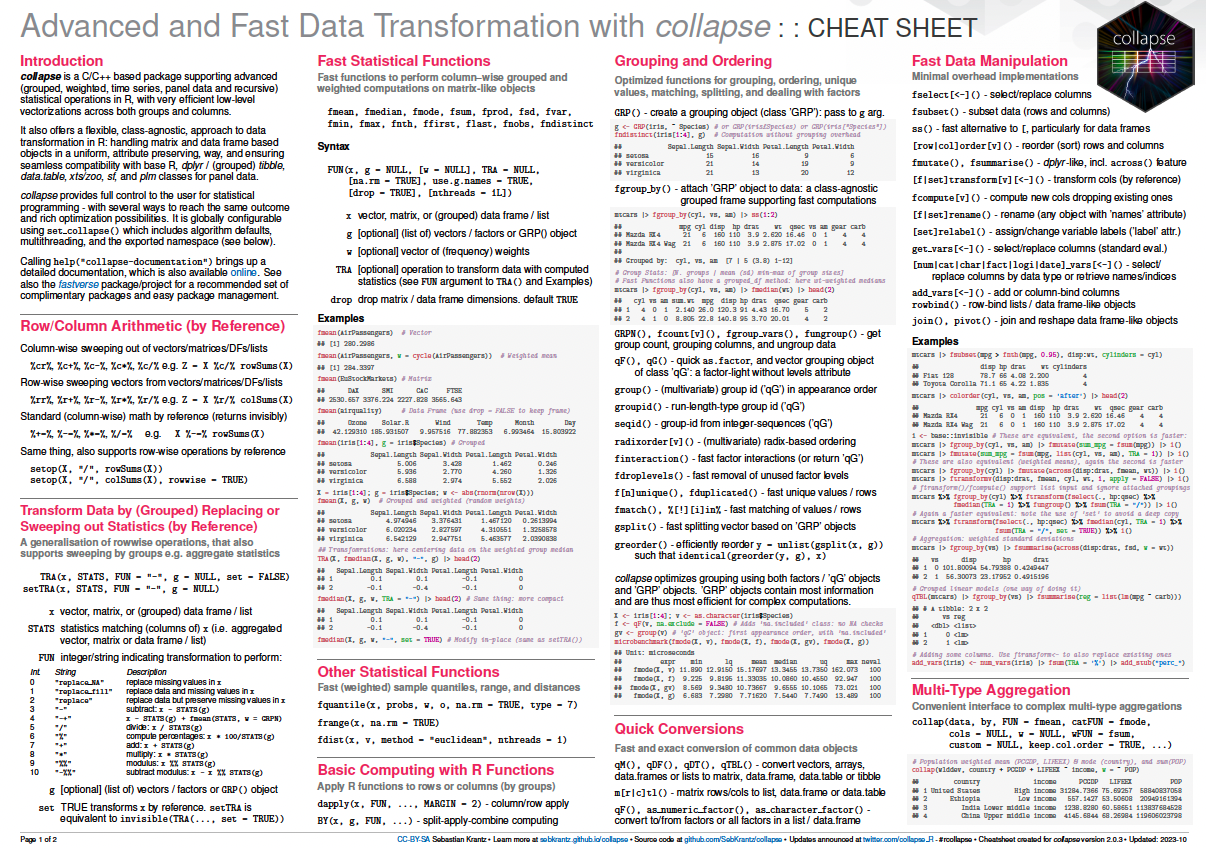 Advanced and Fast Data Transformation with collapse : : CHEAT SHEET
collapse
Introduction
collapse is a C/C++ based package supporting advanced
(grouped, weighted, time series, panel data and recursive)
statistical operations in R, with very efficient low-level
vectorizations across both groups and columns.
It also offers a flexible, class-agnostic, approach to data
transformation in R: handling matrix and data frame based
objects in a uniform, attribute preserving, way, and ensuring
seamless compatibility with base R, dplyr / (grouped) tibble,
data.table, xts/zoo, sf, and plm classes for panel data.
collapse provides full control to the user for statistical
programming - with several ways to reach the same outcome
and rich optimization possibilities. It is globally configurable
using set_collapse() which includes algorithm defaults,
multithreading, and the exported namespace (see below).
Calling help("collapse-documentation") brings up a
detailed documentation, which is also available online. See
also the fastverse package/project for a recommended set of
complimentary packages and easy package management.
Row/Column Arithmetic (by Reference)
Column-wise sweeping out of vectors/matrices/DFs/lists
%cr%, %c+%, %c-%, %c*%, %c/% e.g. Z = X %c/% rowSums(X)
Row-wise sweeping vectors from vectors/matrices/DFs/lists
%rr%, %r+%, %r-%, %r*%, %r/% e.g. Z = X %r/% colSums(X)
Standard (column-wise) math by reference (returns invisibly)
%+=%, %-=%, %*=%, %/=% e.g. X %-=% rowSums(X)
Same thing, also supports row-wise operations by reference
setop(X, "/", rowSums(X))
setop(X, "/", colSums(X), rowwise = TRUE)
Transform Data by (Grouped) Replacing or
Sweeping out Statistics (by Reference)
A generalisation of rowwise operations, that also
supports sweeping by groups e.g. aggregate statistics
TRA(x, STATS, FUN = "-", g = NULL, set = FALSE)
setTRA(x, STATS, FUN = "-", g = NULL)
x vector, matrix, or (grouped) data frame / list
STATS statistics matching (columns of) x (i.e. aggregated
vector, matrix or data frame / list)
FUN integer/string indicating transformation to perform:
Int. String Description
0 "replace_NA" replace missing values in x
1 "replace_fill" replace data and missing values in x
2 "replace" replace data but preserve missing values in x
3 "-" subtract: x - STATS(g)
4 "-+" x - STATS(g) + fmean(STATS, w = GRPN)
5 "/" divide: x / STATS(g)
6 "%" compute percentages: x * 100/STATS(g)
7 "+" add: x + STATS(g)
8 "*" multiply: x * STATS(g)
9 "%%" modulus: x %% STATS(g)
10 "-%%" subtract modulus: x - x %% STATS(g)
g [optional] (list of) vectors / factors or GRP() object
set TRUE transforms x by reference. setTRA is
equivalent to invisible(TRA(..., set = TRUE))
Fast Statistical Functions
Fast functions to perform column–wise grouped and
weighted computations on matrix-like objects
fmean, fmedian, fmode, fsum, fprod, fsd, fvar,
fmin, fmax, fnth, ffirst, flast, fnobs, fndistinct
Syntax
FUN(x, g = NULL, [w = NULL], TRA = NULL,
[na.rm = TRUE], use.g.names = TRUE,
[drop = TRUE], [nthreads = 1L])
x vector, matrix, or (grouped) data frame / list
g [optional] (list of) vectors / factors or GRP() object
w [optional] vector of (frequency) weights
TRA [optional] operation to transform data with computed
statistics (see FUN argument to TRA() and Examples)
drop drop matrix / data frame dimensions. default TRUE
Examples
fmean(AirPassengers) # Vector
## [1] 280.2986
fmean(AirPassengers, w = cycle(AirPassengers)) # Weighted mean
## [1] 284.3397
fmean(EuStockMarkets) # Matrix
## DAX SMI CAC FTSE
## 2530.657 3376.224 2227.828 3565.643
fmean(airquality) # Data Frame (use drop = FALSE to keep frame)
## Ozone Solar.R Wind Temp Month Day
## 42.129310 185.931507 9.957516 77.882353 6.993464 15.803922
fmean(iris[1:4], g = iris$Species) # Grouped
## Sepal.Length Sepal.Width Petal.Length Petal.Width
## setosa 5.006 3.428 1.462 0.246
## versicolor 5.936 2.770 4.260 1.326
## virginica 6.588 2.974 5.552 2.026
X = iris[1:4]; g = iris$Species; w = abs(rnorm(nrow(X)))
fmean(X, g, w) # Grouped and weighted (random weights)
## Sepal.Length Sepal.Width Petal.Length Petal.Width
## setosa 4.974946 3.376431 1.467120 0.2613994
## versicolor 6.020234 2.827597 4.310551 1.3258578
## virginica 6.542129 2.947751 5.463577 2.0390838
## Transformations: here centering data on the weighted group median
TRA(X, fmedian(X, g, w), "-", g) |> head(2)
## Sepal.Length Sepal.Width Petal.Length Petal.Width
## 1 0.1 0.1 -0.1 0
## 2 -0.1 -0.4 -0.1 0
fmedian(X, g, w, TRA = "-") |> head(2) # Same thing: more compact
## Sepal.Length Sepal.Width Petal.Length Petal.Width
## 1 0.1 0.1 -0.1 0
## 2 -0.1 -0.4 -0.1 0
fmedian(X, g, w, "-", set = TRUE) # Modify in-place (same as setTRA())
Other Statistical Functions
Fast (weighted) sample quantiles, range, and distances
fquantile(x, probs, w, o, na.rm = TRUE, type = 7)
frange(x, na.rm = TRUE)
fdist(x, v, method = "euclidean", nthreads = 1)
Basic Computing with R Functions
Apply R functions to rows or columns (by groups)
dapply(x, FUN, ..., MARGIN = 2) - column/row apply
BY(x, g, FUN, ...) - split-apply-combine computing
Grouping and Ordering
Optimized functions for grouping, ordering, unique
values, matching, splitting, and dealing with factors
GRP() - create a grouping object (class 'GRP'): pass to g arg.
g <- GRP(iris, ~ Species) # or GRP(iris$Species) or GRP(iris["Species"])
fndistinct(iris[1:4], g) # Computation without grouping overhead
## Sepal.Length Sepal.Width Petal.Length Petal.Width
## setosa 15 16 9 6
## versicolor 21 14 19 9
## virginica 21 13 20 12
fgroup_by() - attach 'GRP' object to data: a class-agnostic
grouped frame supporting fast computations
mtcars |> fgroup_by(cyl, vs, am) |> ss(1:2)
## mpg cyl disp hp drat wt qsec vs am gear carb
## Mazda RX4 21 6 160 110 3.9 2.620 16.46 0 1 4 4
## Mazda RX4 Wag 21 6 160 110 3.9 2.875 17.02 0 1 4 4
##
## Grouped by: cyl, vs, am [7 | 5 (3.8) 1-12]
# Group Stats: [N. groups | mean (sd) min-max of group sizes]
# Fast Functions also have a grouped_df method: here wt-weighted medians
mtcars |> fgroup_by(cyl, vs, am) |> fmedian(wt) |> head(2)
## cyl vs am sum.wt mpg disp hp drat qsec gear carb
## 1 4 0 1 2.140 26.0 120.3 91 4.43 16.70 5 2
## 2 4 1 0 8.805 22.8 140.8 95 3.70 20.01 4 2
GRPN(), fcount[v](), fgroup_vars(), fungroup() - get
group count, grouping columns, and ungroup data
qF(), qG() - quick as.factor, and vector grouping object
of class 'qG': a factor-light without levels attribute
group() - (multivariate) group id ('qG') in appearance order
groupid() - run-length-type group id ('qG')
seqid() - group-id from integer-sequences ('qG')
radixorder[v]() - (multivariate) radix-based ordering
finteraction() - fast factor interactions (or return 'qG')
fdroplevels() - fast removal of unused factor levels
f[n]unique(), fduplicated() - fast unique values / rows
fmatch(), %[!][i]n% - fast matching of values / rows
gsplit() - fast splitting vector based on 'GRP' objects
greorder() - efficiently reorder y = unlist(gsplit(x, g))
such that identical(greorder(y, g), x)
collapse optimizes grouping using both factors / 'qG' objects
and 'GRP' objects. 'GRP' objects contain most information
and are thus most efficient for complex computations.
X <- iris[1:4]; v <- as.character(iris$Species)
f <- qF(v, na.exclude = FALSE) # Adds 'na.included' class: no NA checks
gv <- group(v) # 'qG' object: first appearance order, with 'na.included'
microbenchmark(fmode(X, v), fmode(X, f), fmode(X, gv), fmode(X, g))
## Unit: microseconds
## expr min lq mean median uq max neval
## fmode(X, v) 11.890 12.9150 15.17697 13.3455 13.7350 162.073 100
## fmode(X, f) 9.225 9.8195 11.33035 10.0860 10.4550 92.947 100
## fmode(X, gv) 8.569 9.3480 10.73667 9.6555 10.1065 73.021 100
## fmode(X, g) 6.683 7.2980 7.71620 7.5440 7.7490 13.489 100
Quick Conversions
Fast and exact conversion of common data objects
qM(), qDF(), qDT(), qTBL() - convert vectors, arrays,
data.frames or lists to matrix, data.frame, data.table or tibble
m[r|c]tl() - matrix rows/cols to list, data.frame or data.table
qF(), as_numeric_factor(), as_character_factor() -
convert to/from factors or all factors in a list / data.frame
Fast Data Manipulation
Minimal overhead implementations
fselect[<-]() - select/replace columns
fsubset() - subset data (rows and columns)
ss() - fast alternative to [, particularly for data frames
[row|col]order[v]() - reorder (sort) rows and columns
fmutate(), fsummarise() - dplyr-like, incl. across() feature
[f|set]transform[v][<-]() - transform cols (by reference)
fcompute[v]() - compute new cols dropping existing ones
[f|set]rename() - rename (any object with 'names' attribute)
[set]relabel() - assign/change variable labels ('label' attr.)
get_vars[<-]() - select/replace columns (standard eval.)
[num|cat|char|fact|logi|date]_vars[<-]() - select/
replace columns by data type or retrieve names/indices
add_vars[<-]() - add or column-bind columns
rowbind() - row-bind lists / data frame-like objects
join(), pivot() - join and reshape data frame-like objects
Examples
mtcars |> fsubset(mpg > fnth(mpg, 0.95), disp:wt, cylinders = cyl)
## disp hp drat wt cylinders
## Fiat 128 78.7 66 4.08 2.200 4
## Toyota Corolla 71.1 65 4.22 1.835 4
mtcars |> colorder(cyl, vs, am, pos = 'after') |> head(2)
## mpg cyl vs am disp hp drat wt qsec gear carb
## Mazda RX4 21 6 0 1 160 110 3.9 2.620 16.46 4 4
## Mazda RX4 Wag 21 6 0 1 160 110 3.9 2.875 17.02 4 4
i <- base::invisible # These are equivalent, the second option is faster:
mtcars |> fgroup_by(cyl, vs, am) |> fmutate(sum_mpg = fsum(mpg)) |> i()
mtcars |> fmutate(sum_mpg = fsum(mpg, list(cyl, vs, am), TRA = 1)) |> i()
# These are also equivalent (weighted means), again the second is faster
mtcars |> fgroup_by(cyl) |> fmutate(across(disp:drat, fmean, wt)) |> i()
mtcars |> ftransformv(disp:drat, fmean, cyl, wt, 1, apply = FALSE) |> i()
# ftransform()/fcompute() support list input and ignore attached groupings
mtcars %>% fgroup_by(cyl) %>% ftransform(fselect(., hp:qsec) %>%
fmedian(TRA = 1) %>% fungroup() %>% fsum(TRA = "/")) |> i()
# Again a faster equivalent: note the use of 'set' to avoid a deep copy
mtcars %>% ftransform(fselect(., hp:qsec) %>% fmedian(cyl, TRA = 1) %>%
fsum(TRA = "/", set = TRUE)) %>% i()
# Aggregation: weighted standard deviations
mtcars |> fgroup_by(vs) |> fsummarise(across(disp:drat, fsd, w = wt))
## vs disp hp drat
## 1 0 101.80094 54.79388 0.4249447
## 2 1 56.30073 23.17952 0.4915196
# Grouped linear models (one way of doing it)
qTBL(mtcars) |> fgroup_by(vs) |> fsummarise(reg = list(lm(mpg ~ carb)))
## # A tibble: 2 x 2
## vs reg
## <dbl> <list>
## 1 0 <lm>
## 2 1 <lm>
# Adding some columns. Use ftransform<- to also replace existing ones
add_vars(iris) <- num_vars(iris) |> fsum(TRA = '%') |> add_stub("perc_")
Multi-Type Aggregation
Convenient interface to complex multi-type aggregations
collap(data, by, FUN = fmean, catFUN = fmode,
cols = NULL, w = NULL, wFUN = fsum,
custom = NULL, keep.col.order = TRUE, ...)
# Population weighted mean (PCGDP, LIFEEX) & mode (country), and sum(POP)
collap(wlddev, country + PCGDP + LIFEEX ~ income, w = ~ POP)
## country income PCGDP LIFEEX POP
## 1 United States High income 31284.7366 75.69257 58840837058
## 2 Ethiopia Low income 557.1427 53.50608 20949161394
## 3 India Lower middle income 1238.8280 60.58651 113837684528
## 4 China Upper middle income 4145.6844 68.26984 119606023798
Page 1 of 2
CC-BY-SA Sebastian Krantz • Learn more at sebkrantz.github.io/collapse • Source code at github.com/SebKrantz/collapse • Updates announced at twitter.com/collapse_R - #rcollapse • Cheatsheet created for collapse version 2.0.3 • Updated: 2023-10